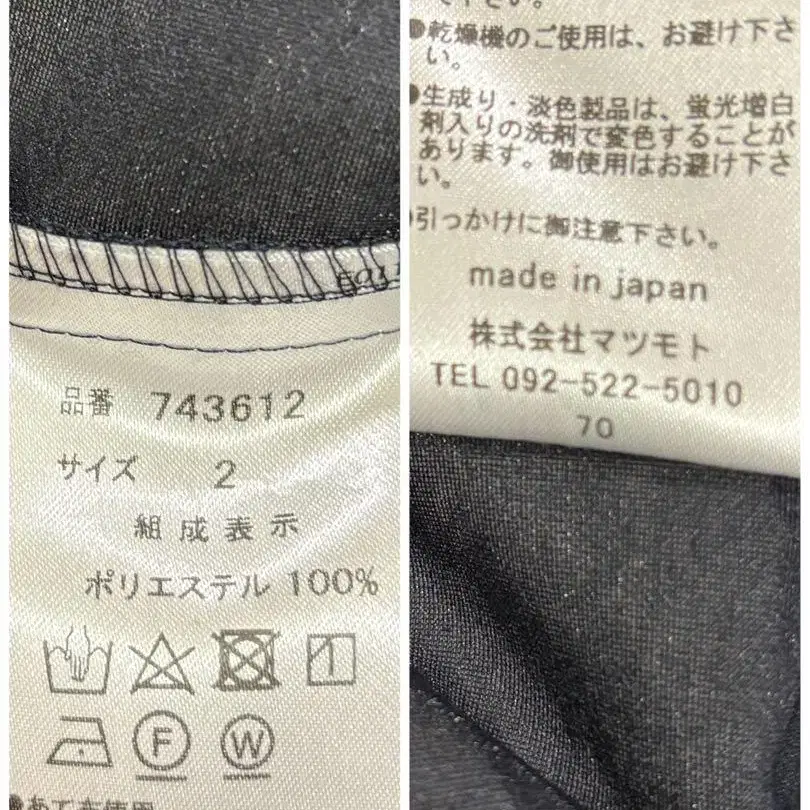 品番 743612
サイズ 2
組成表示
ポリエステル 100%
F W
●あて布使用
●乾燥機のご使用は、お避け下さ
い。
●生成り・淡色製品は、蛍光増白
剤入りの洗剤で変色することが
あります。御使用はお避け下さ
い。
●引っかけに御注意下さい。
made in japan
株式会社マツモト
TEL 092-522-5010
70